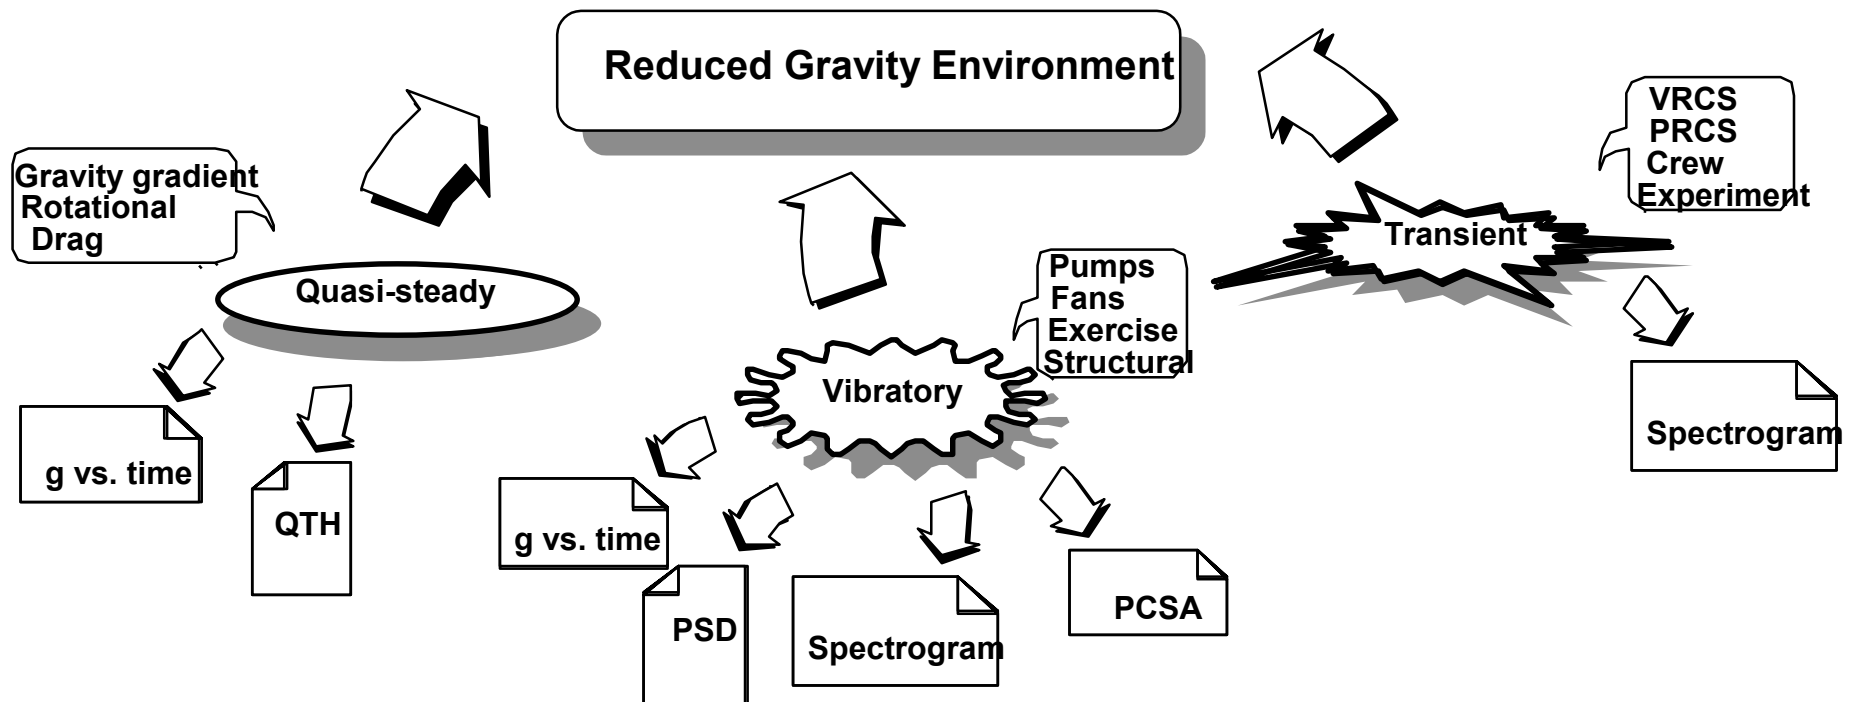 Reduced Gravity Environment
Gravity gradient
Rotational
Drag
Quasi-steady
g vs. time
QTH
Pumps
Fans
Exercise
Structural
Vibratory
g vs. time
PSD
Spectrogram
PCSA
VRCS
PRCS
Crew
Experiment
Transient
Spectrogram